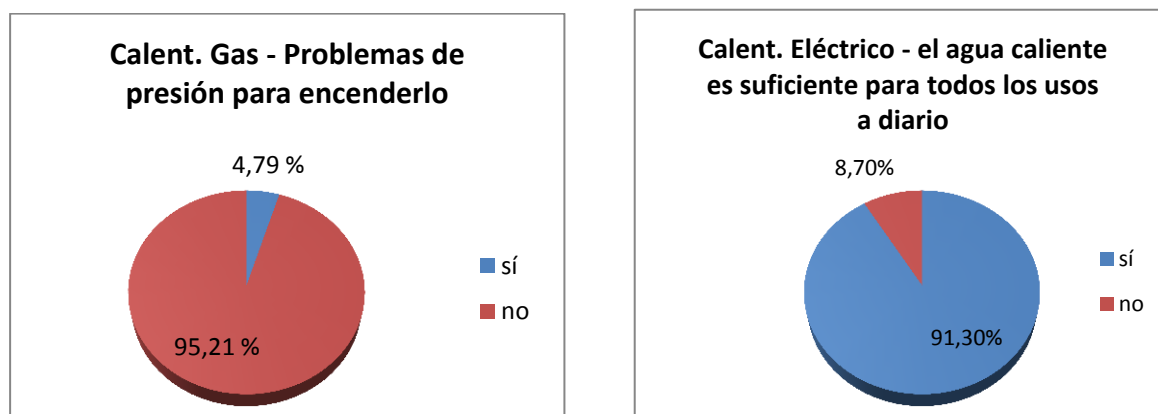 Calent. Gas - Problemas de
presión para encenderlo
4,79 %
95,21 %
sí
no
Calent. Eléctrico - el agua caliente
es suficiente para todos los usos
a diario
8,70%
91,30%
sí
no